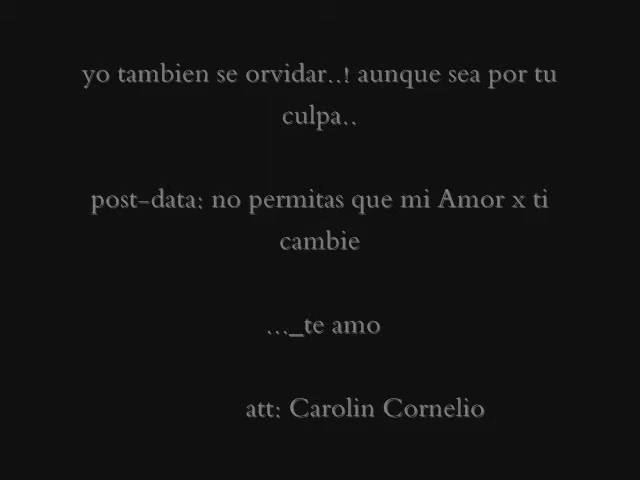 yo tambien se orvidar..! aunque sea por tu
culpa..
post-data: no permitas que mi Amor x ti
cambie
..._te amo
att: Carolin Cornelio